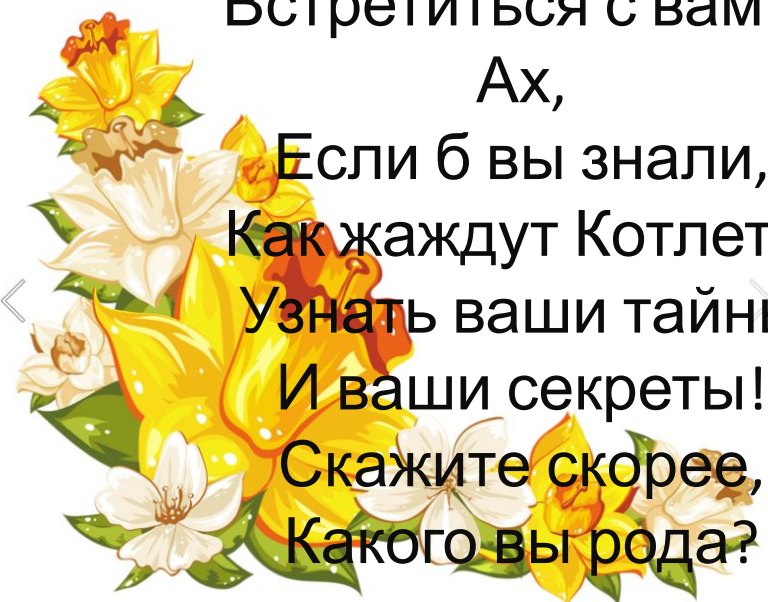 Встретиться с вам
Ах,
Если б вы знали,
Как жаждут Котлет
Узнать ваши тайн
И ваши секреты!
Скажите скорее,
Какого вы рода?